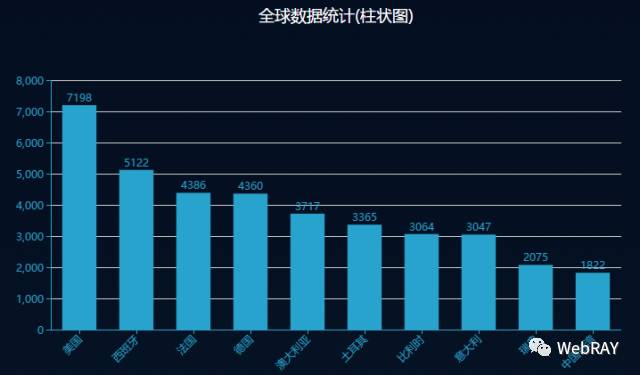 全球数据统计(柱状图)
8,000
7,000
6,000
5,000
4,000
3,000
2,000
1,000
0
7198
5122
4386
4360
3717
3365
3064
3047
2075
1822
美国
西班牙
法国
德国
澳大利亚
土耳其
比利时
意大利
瑞
中国
WebRAY